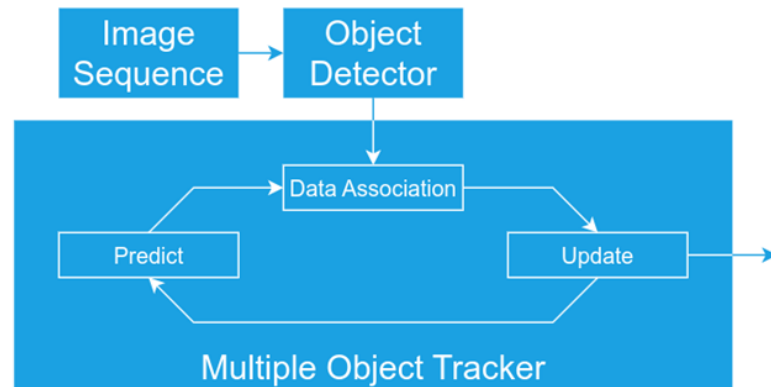 Image
Sequence
Object
Detector
Data Association
Predict
Update
Multiple Object Tracker